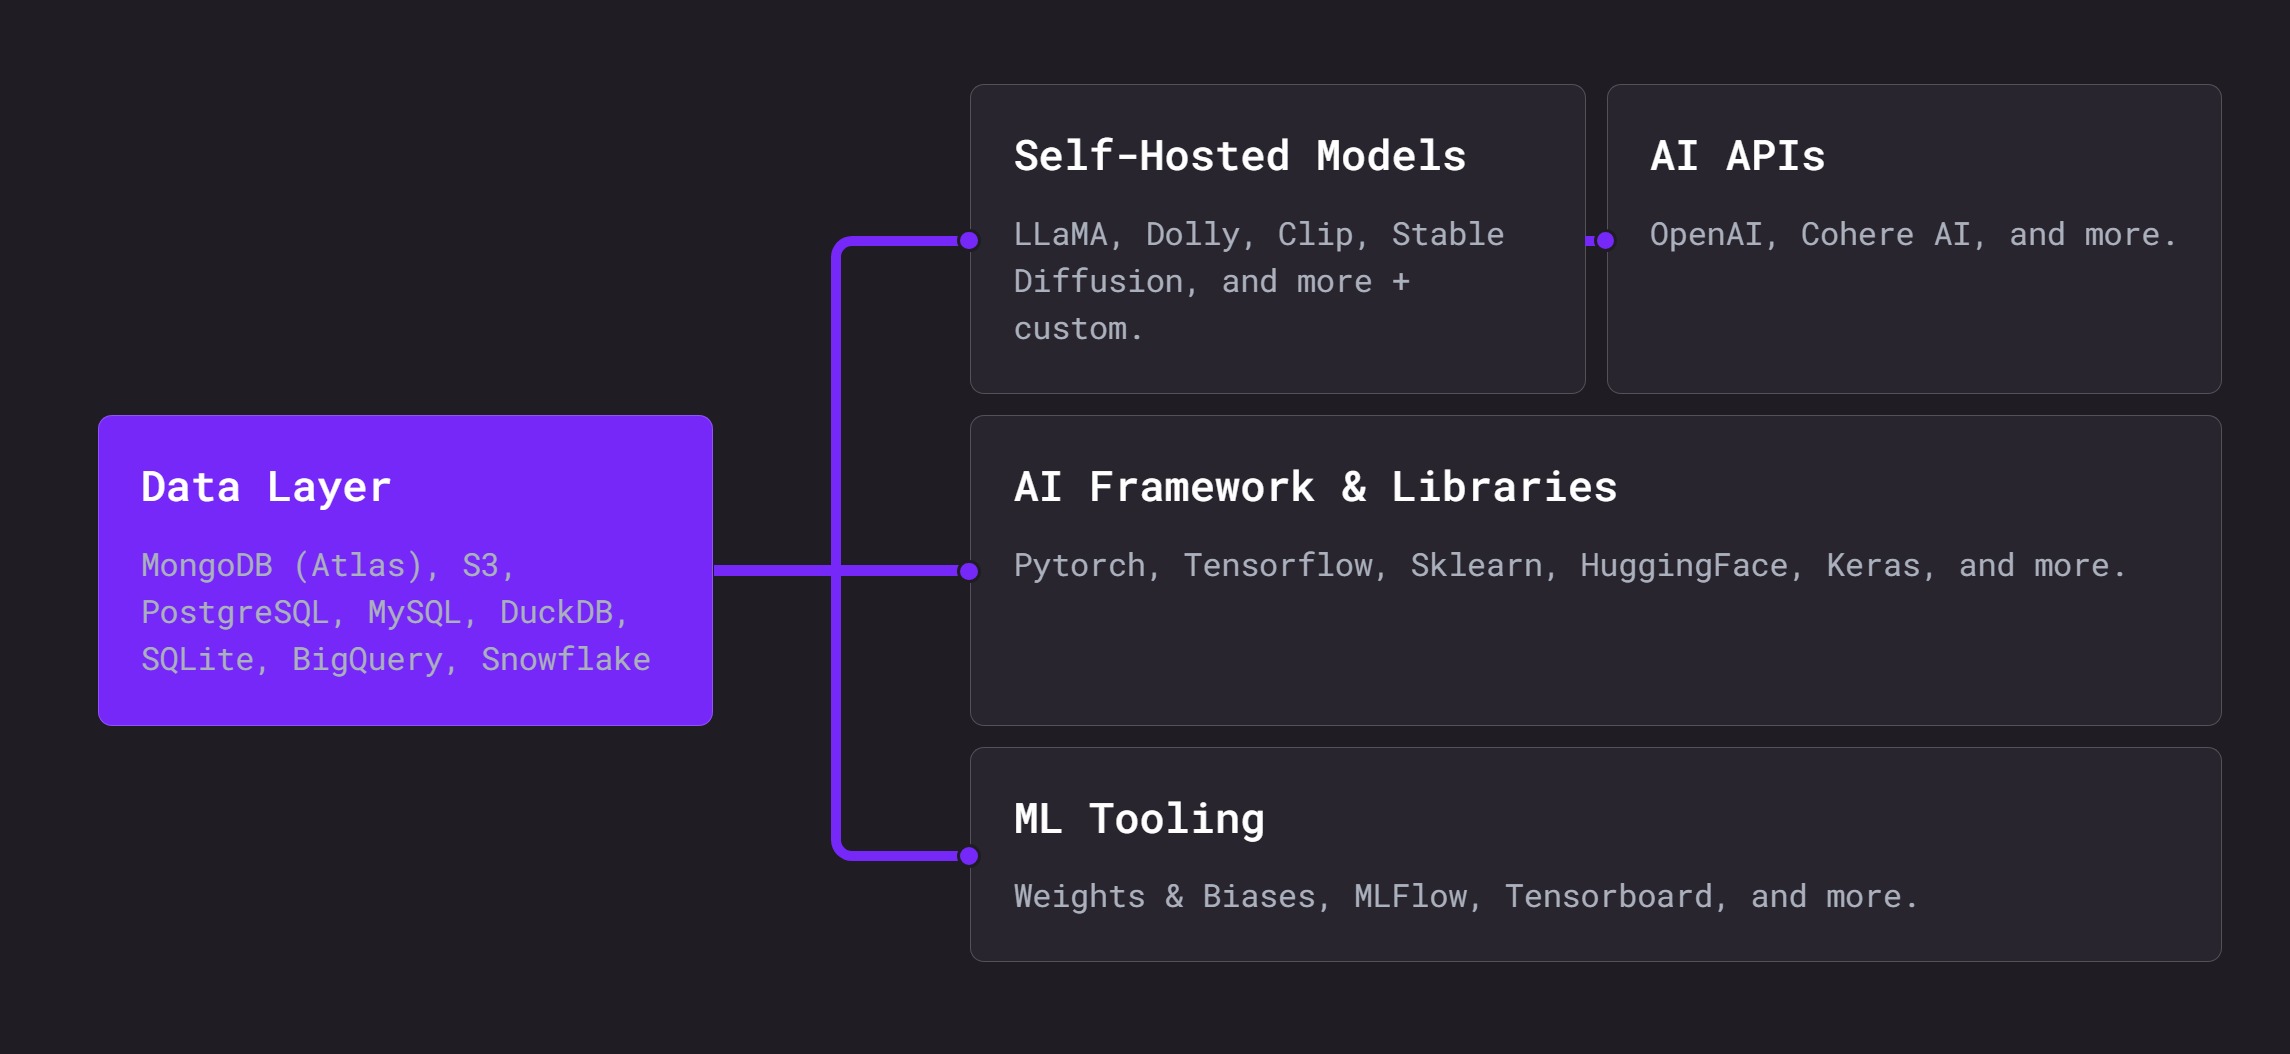 Self-Hosted Models
LLaMA, Dolly, Clip, Stable
Diffusion, and more +
custom.
AI APIs
OpenAI, Cohere AI, and more.
Data Layer
MongoDB (Atlas), S3,
PostgreSQL, MySQL, DuckDB,
SQLite, BigQuery, Snowflake
AI Framework & Libraries
Pytorch, Tensorflow, Sklearn, HuggingFace, Keras, and more.
ML Tooling
Weights & Biases, MLFlow, Tensorboard, and more.